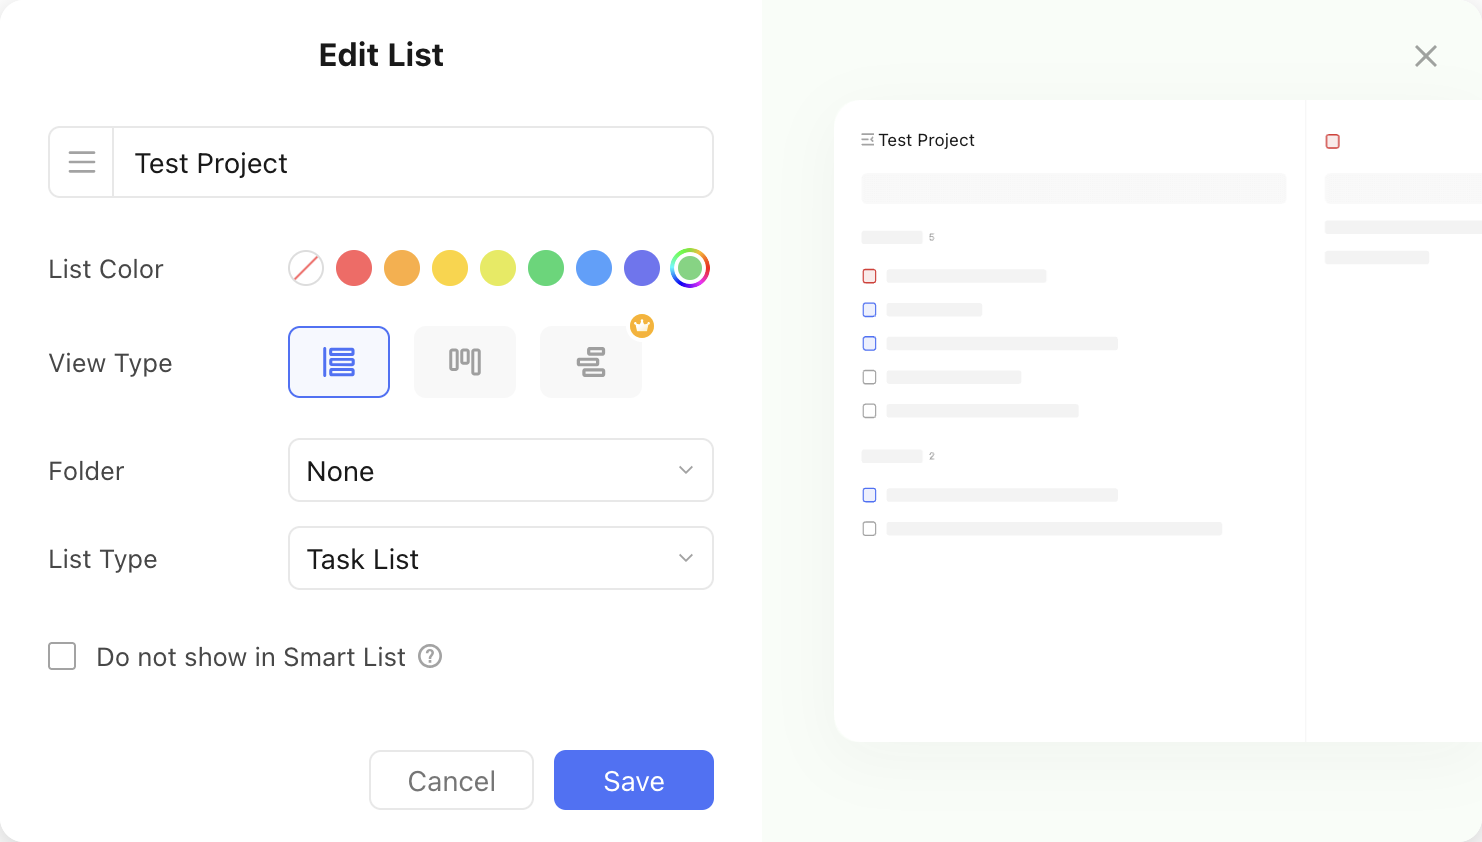 Edit List
Test Project
List Color
View Type
Folder
None
List Type
Task List
Do not show in Smart List
Cancel
Save
Test Project
5
2